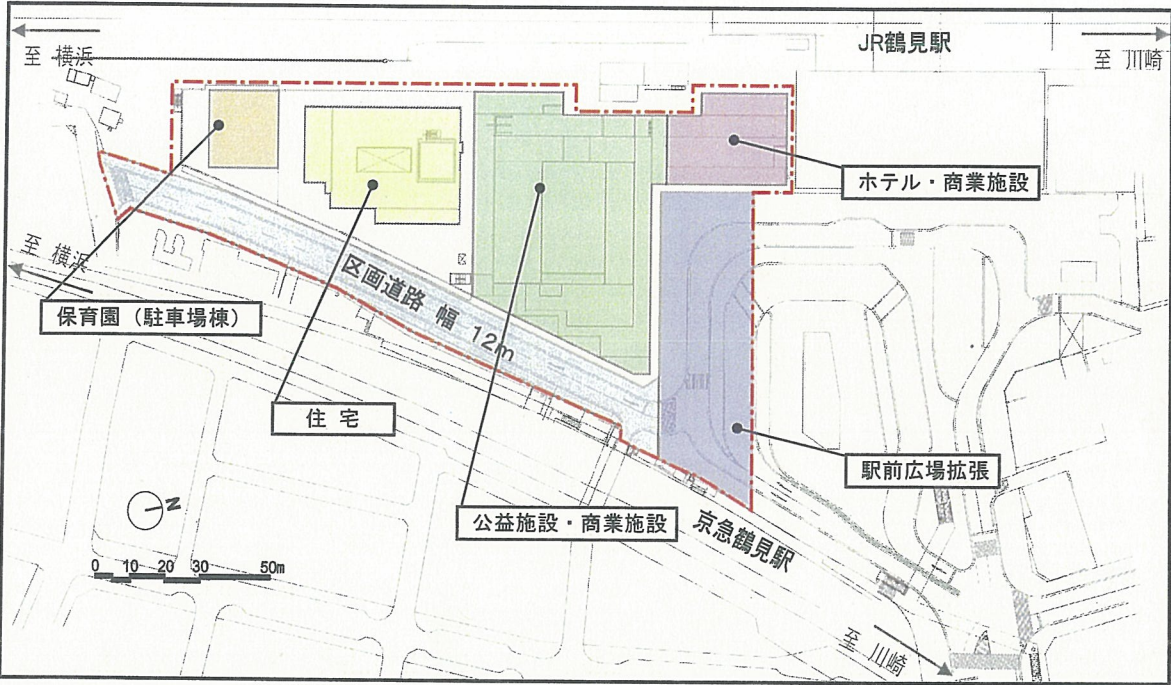 JR鶴見駅
至 横浜
至 川崎
ホテル・商業施設
至 横浜
区画道路 幅 12m
保育園（駐車場棟）
住 宅
駅前広場拡張
公益施設・商業施設
京急鶴見駅
N
0 10 20 30 50m
至 川崎